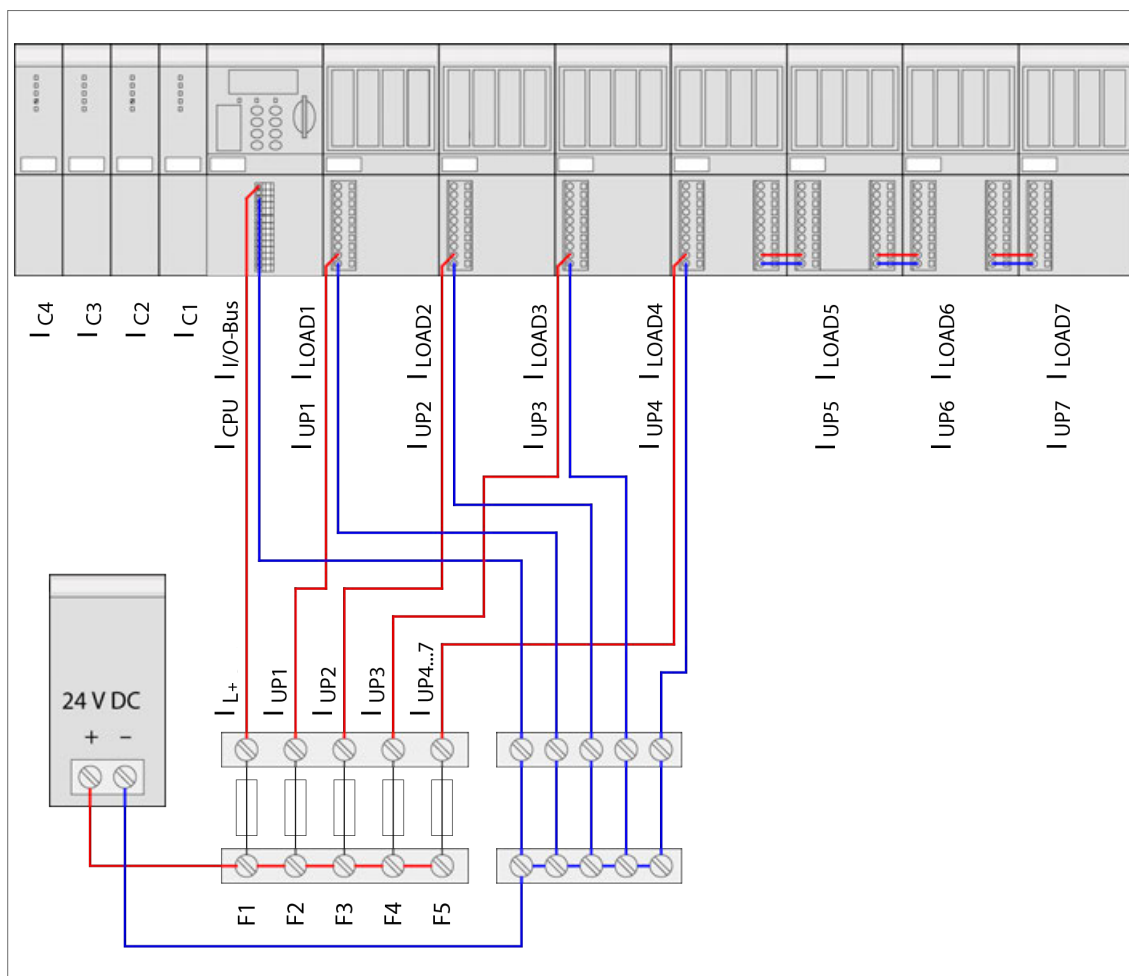 I C4
I C3
I C2
I C1
I I/O-Bus
I LOAD1
I LOAD2
I LOAD3
I LOAD4
I LOAD5
I LOAD6
I LOAD7
I CPU
I UP1
I UP2
I UP3
I UP4
I UP5
I UP6
I UP7
24 V DC
+ −
I L+
I UP1
I UP2
I UP3
I UP4...7
F1
F2
F3
F4
F5